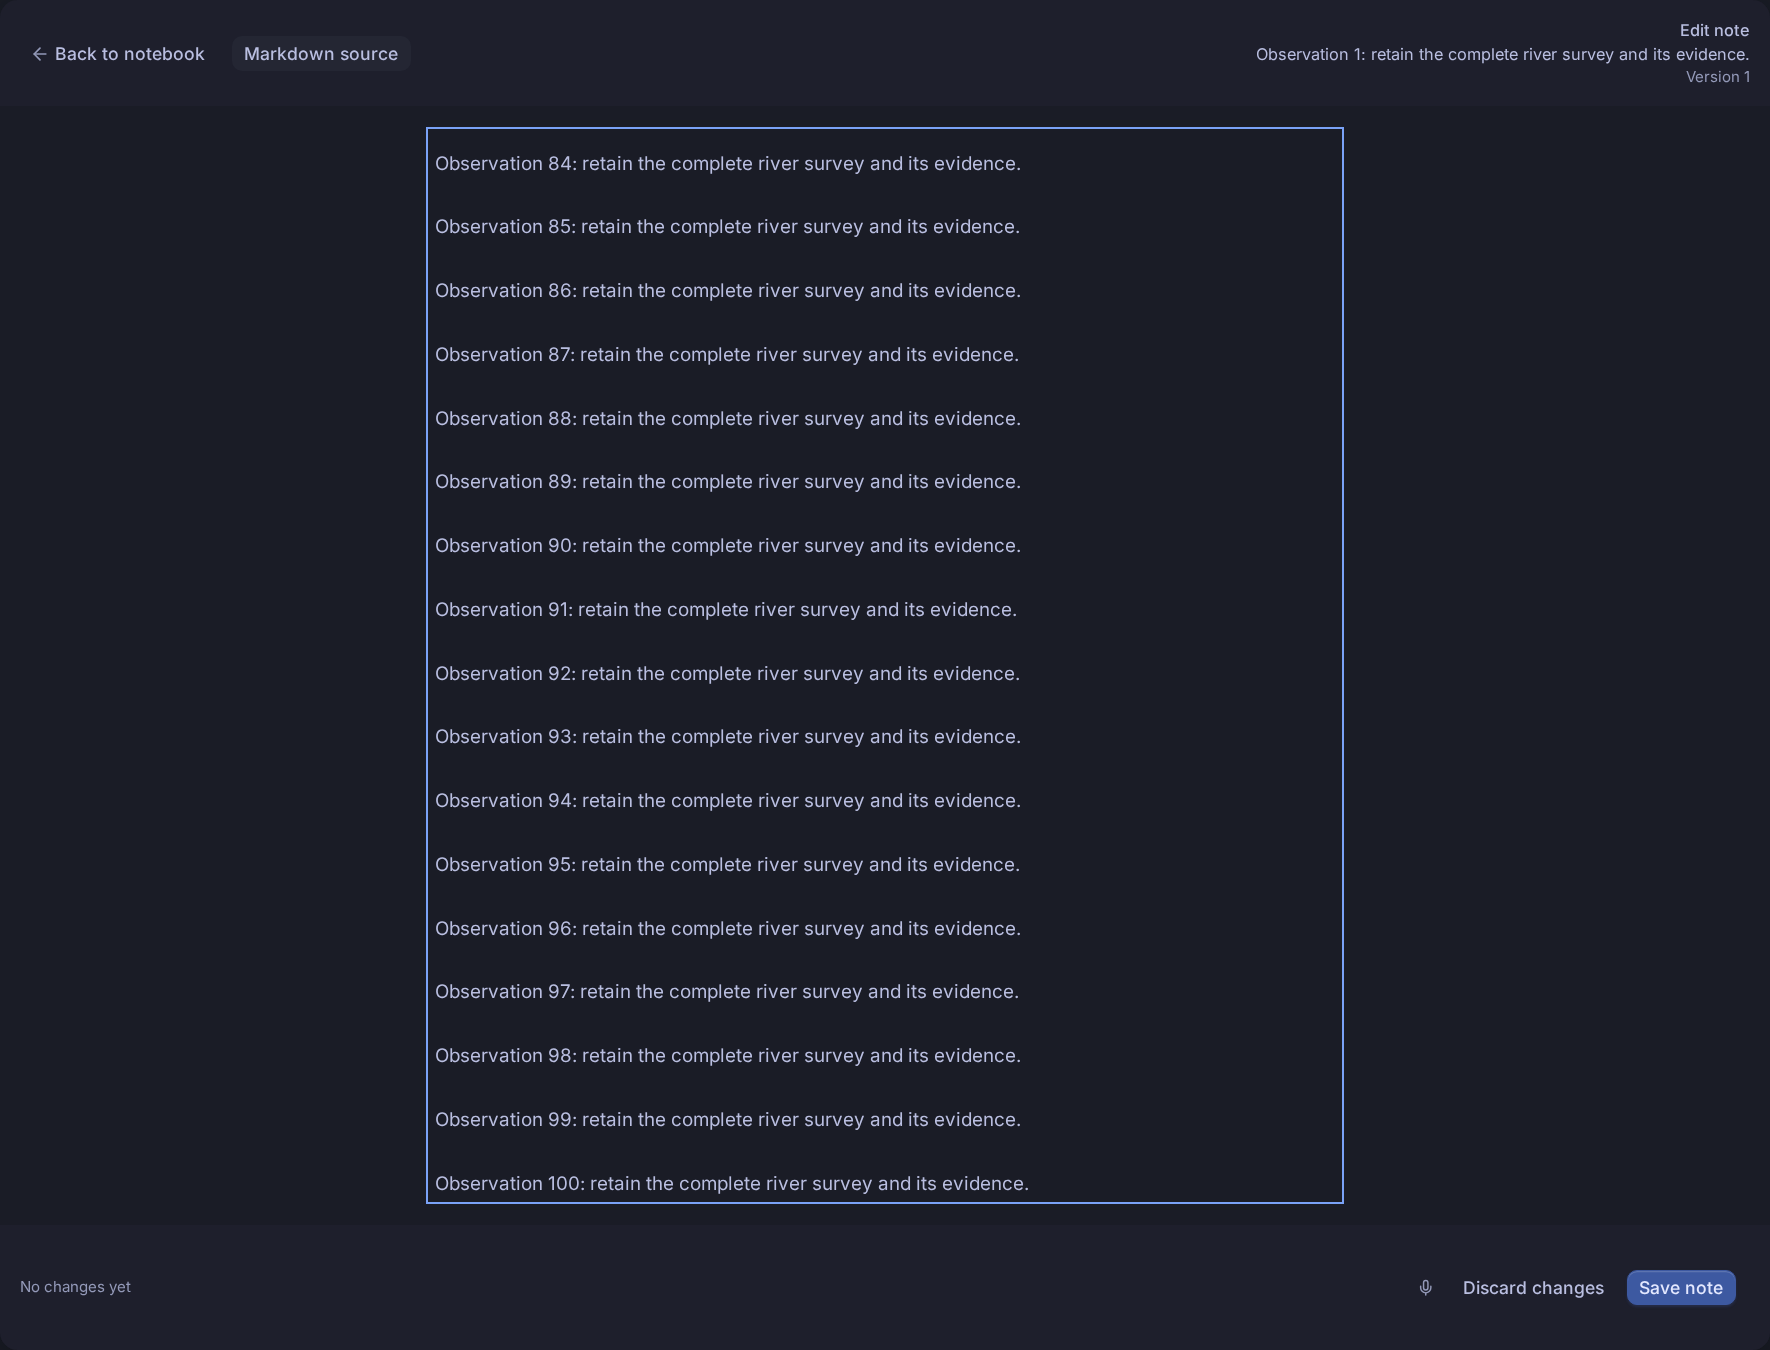 Back to notebook
Markdown source
Edit note
Observation 1: retain the complete river survey and its evidence.
Version 1
Observation 84: retain the complete river survey and its evidence.
Observation 85: retain the complete river survey and its evidence.
Observation 86: retain the complete river survey and its evidence.
Observation 87: retain the complete river survey and its evidence.
Observation 88: retain the complete river survey and its evidence.
Observation 89: retain the complete river survey and its evidence.
Observation 90: retain the complete river survey and its evidence.
Observation 91: retain the complete river survey and its evidence.
Observation 92: retain the complete river survey and its evidence.
Observation 93: retain the complete river survey and its evidence.
Observation 94: retain the complete river survey and its evidence.
Observation 95: retain the complete river survey and its evidence.
Observation 96: retain the complete river survey and its evidence.
Observation 97: retain the complete river survey and its evidence.
Observation 98: retain the complete river survey and its evidence.
Observation 99: retain the complete river survey and its evidence.
Observation 100: retain the complete river survey and its evidence.
No changes yet
Discard changes
Save note